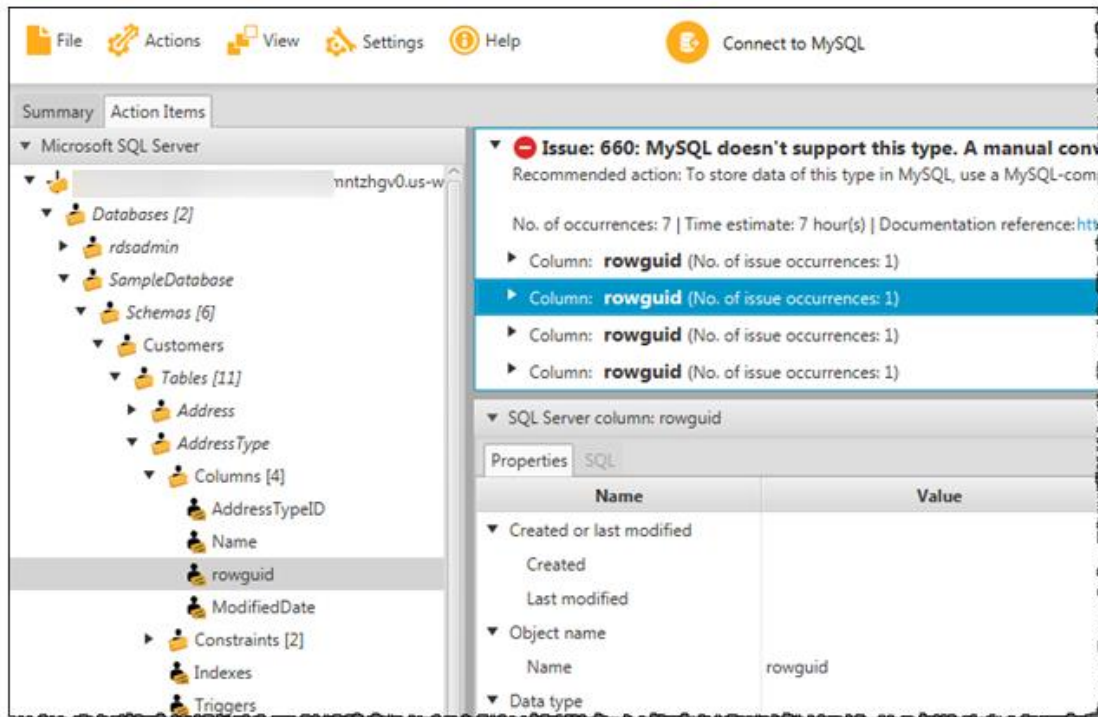 File Actions View Settings Help Connect to MySQL
Summary Action Items
Microsoft SQL Server
mntzhgv0.us-w
Databases [2]
rdsadmin
SampleDatabase
Schemas [6]
Customers
Tables [11]
Address
AddressType
Columns [4]
AddressTypeID
Name
rowguid
ModifiedDate
Constraints [2]
Indexes
Triggers
Issue: 660: MySQL doesn't support this type. A manual conv
Recommended action: To store data of this type in MySQL, use a MySQL-com
No. of occurrences: 7 | Time estimate: 7 hour(s) | Documentation reference: htt
Column: rowguid (No. of issue occurrences: 1)
Column: rowguid (No. of issue occurrences: 1)
Column: rowguid (No. of issue occurrences: 1)
Column: rowguid (No. of issue occurrences: 1)
SQL Server column: rowguid
Properties SQL
Name Value
Created or last modified
Created
Last modified
Object name
Name rowguid
Data type